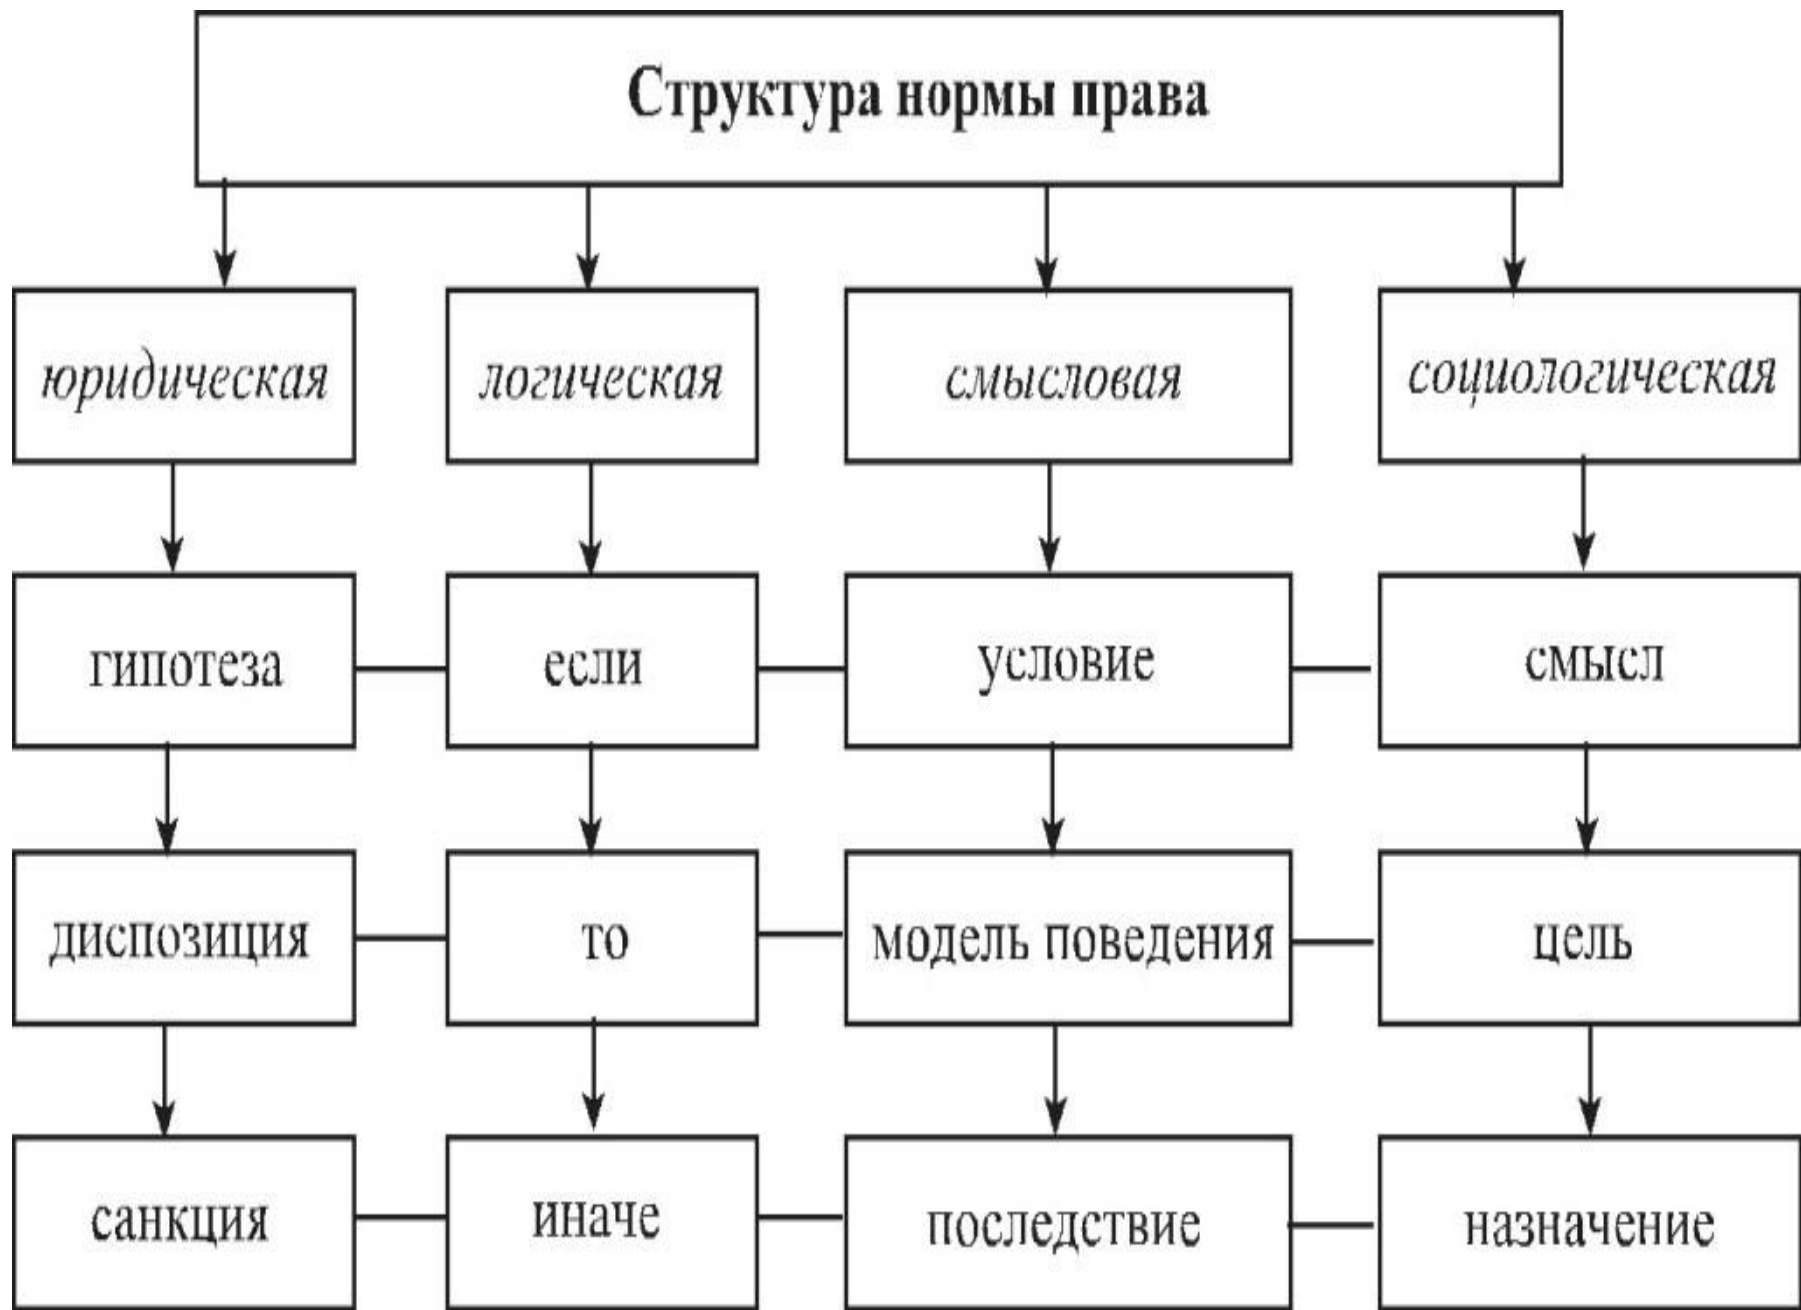 Структура нормы права
юридическая
логическая
смысловая
социологическая
гипотеза
если
условие
смысл
диспозиция
то
модель поведения
цель
санкция
иначе
последствие
назначение